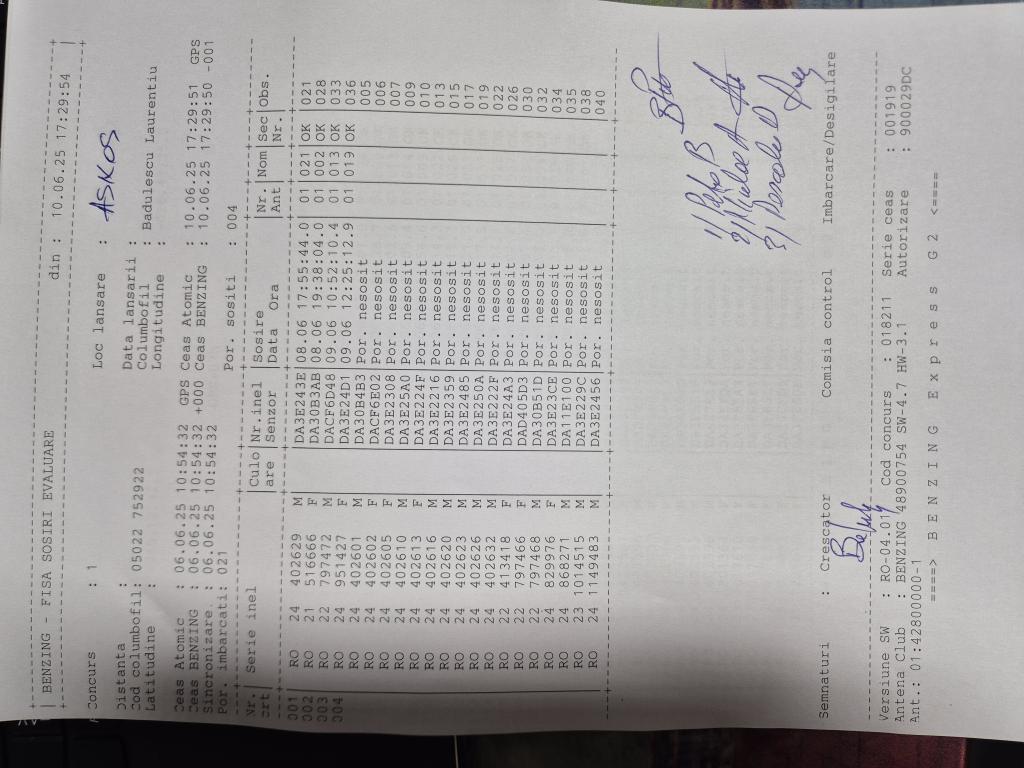 BENZING - FISA SOSIRI EVALUARE
din : 10.06.25 17:29:54
Concurs : 1 Loc lansare : ASKOS
Distanta : Data lansarii :
Cod columbofil: 05022 752922 Columbofil : Badulescu Laurentiu
Latitudine : Longitudine :
Ceas Atomic : 06.06.25 10:54:32 GPS Ceas Atomic : 10.06.25 17:29:51 GPS
Ceas BENZING : 06.06.25 10:54:32 +000 Ceas BENZING : 10.06.25 17:29:50 -001
Sincronizare : 06.06.25 10:54:32
Por. imbarcati: 021 Por. sositi : 004
Nr. | Serie inel |Culo|Nr.inel |Sosire Nr. |Nom|Sec|Obs.
crt| |are |Senzor |Data Ora Ant| |Nr.|
001 RO 24 402629 M DA3E243E 08.06 17:55:44.0 01 021 OK 021
002 RO 21 516666 F DA30B3AB 08.06 19:38:04.0 01 002 OK 028
003 RO 22 797472 M DACF6D48 09.06 10:52:10.4 01 013 OK 033
004 RO 24 951427 F DA3E24D1 09.06 12:25:12.9 01 019 OK 036
RO 24 402601 M DA30B4B3 Por. nesosit 005
RO 24 402602 F DACF6E02 Por. nesosit 006
RO 24 402605 F DA3E2308 Por. nesosit 007
RO 24 402610 M DA3E25A0 Por. nesosit 009
RO 24 402613 F DA3E224F Por. nesosit 010
RO 24 402616 M DA3E2216 Por. nesosit 013
RO 24 402620 M DA3E2359 Por. nesosit 015
RO 24 402623 M DA3E2485 Por. nesosit 017
RO 24 402626 M DA3E250A Por. nesosit 019
RO 24 402632 M DA3E222F Por. nesosit 022
RO 22 413418 F DA3E24A3 Por. nesosit 026
RO 22 797466 F DAD405D3 Por. nesosit 030
RO 22 797468 M DA30B51D Por. nesosit 032
RO 24 829976 F DA3E23CE Por. nesosit 034
RO 24 868271 M DA11E100 Por. nesosit 035
RO 23 1014515 M DA3E229C Por. nesosit 038
RO 24 1149483 M DA3E2456 Por. nesosit 040
1)
2)
3)
Semnaturi : Crescator Comisia control Imbarcare/Desigilare
Versiune SW : RO-04.01 Cod concurs : 018211 Serie ceas : 001919
Antena Club : BENZING 48900754 SW-4.7 HW-3.1 Autorizare : 900029DC
Ant.: 01:428000000-1
====> B E N Z I N G E x p r e s s G 2 <====